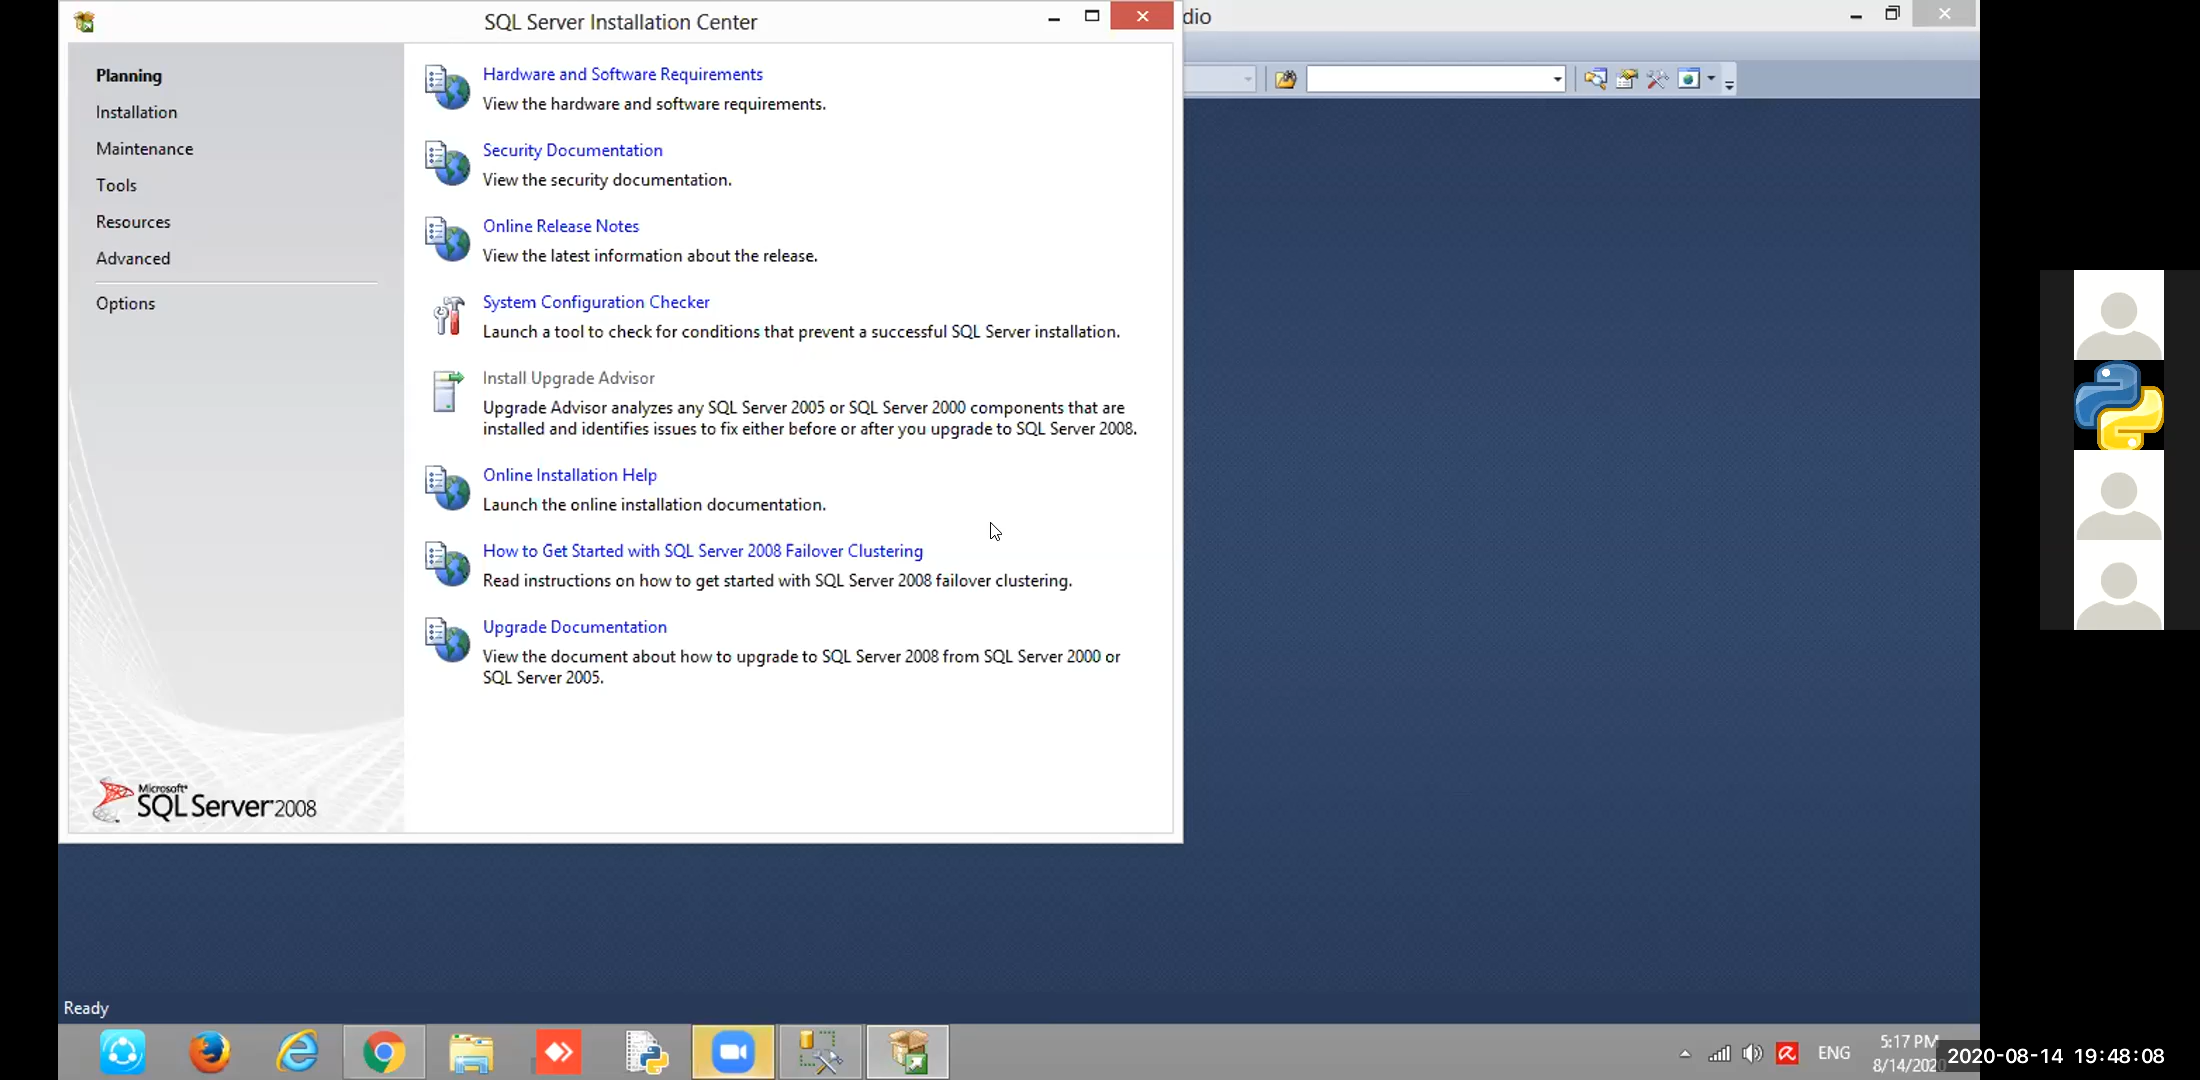 SQL Server Installation Center
dio
Planning
Installation
Maintenance
Tools
Resources
Advanced
Options
Hardware and Software Requirements
View the hardware and software requirements.
Security Documentation
View the security documentation.
Online Release Notes
View the latest information about the release.
System Configuration Checker
Launch a tool to check for conditions that prevent a successful SQL Server installation.
Install Upgrade Advisor
Upgrade Advisor analyzes any SQL Server 2005 or SQL Server 2000 components that are
installed and identifies issues to fix either before or after you upgrade to SQL Server 2008.
Online Installation Help
Launch the online installation documentation.
How to Get Started with SQL Server 2008 Failover Clustering
Read instructions on how to get started with SQL Server 2008 failover clustering.
Upgrade Documentation
View the document about how to upgrade to SQL Server 2008 from SQL Server 2000 or
SQL Server 2005.
Microsoft®
SQL Server 2008
Ready
ENG
5:17 PM
8/14/202
2020-08-14 19:48:08